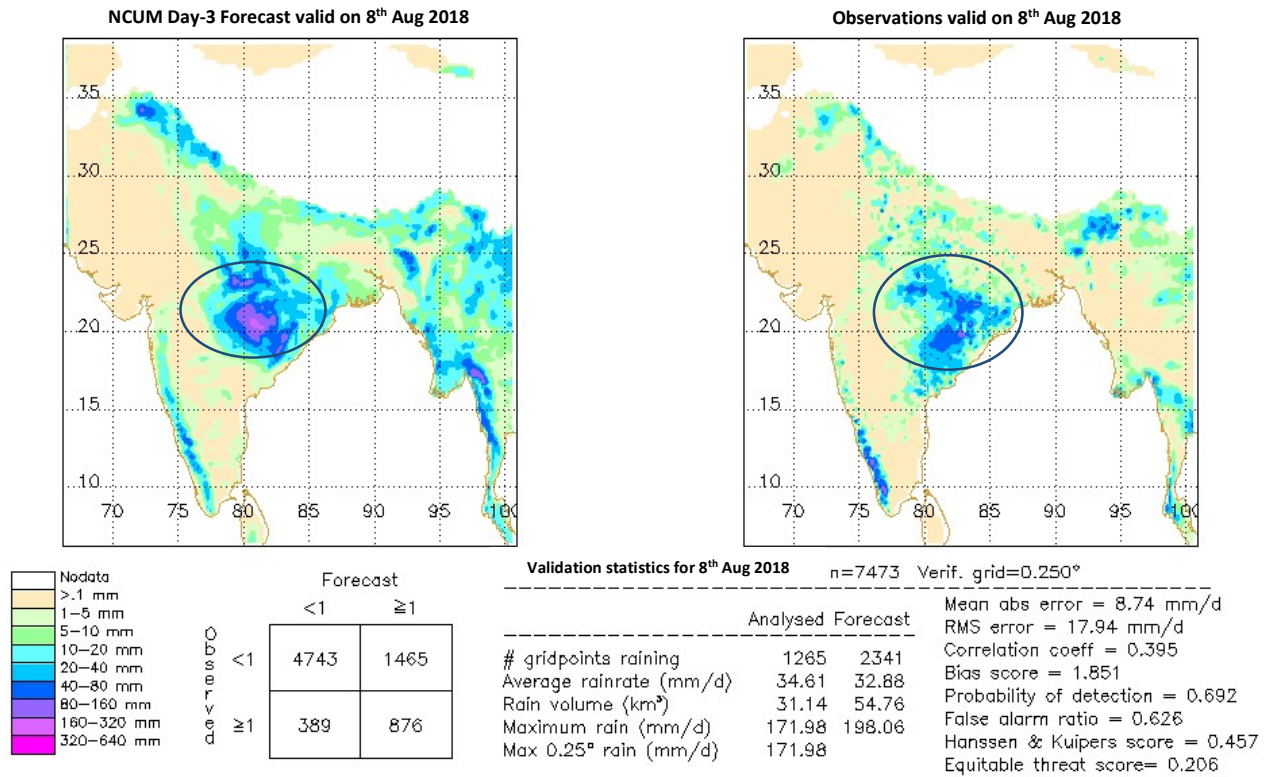 NCUM Day-3 Forecast valid on 8th Aug 2018
Observations valid on 8th Aug 2018
35
30
25
20
15
10
70 75 80 85 90 95 100
35
30
25
20
15
10
70 75 80 85 90 95 100
Nodata
>.1 mm
1-5 mm
5-10 mm
10-20 mm
20-40 mm
40-80 mm
80-160 mm
160-320 mm
320-640 mm
Forecast
<1 ≧1
Observed
<1 4743 1465
≧1 389 876
Validation statistics for 8th Aug 2018 n=7473 Verif. grid=0.250°
Analysed Forecast
# gridpoints raining 1265 2341
Average rainrate (mm/d) 34.61 32.88
Rain volume (km³) 31.14 54.76
Maximum rain (mm/d) 171.98 198.06
Max 0.25° rain (mm/d) 171.98
Mean abs error = 8.74 mm/d
RMS error = 17.94 mm/d
Correlation coeff = 0.395
Bias score = 1.851
Probability of detection = 0.692
False alarm ratio = 0.626
Hanssen & Kuipers score = 0.457
Equitable threat score= 0.206